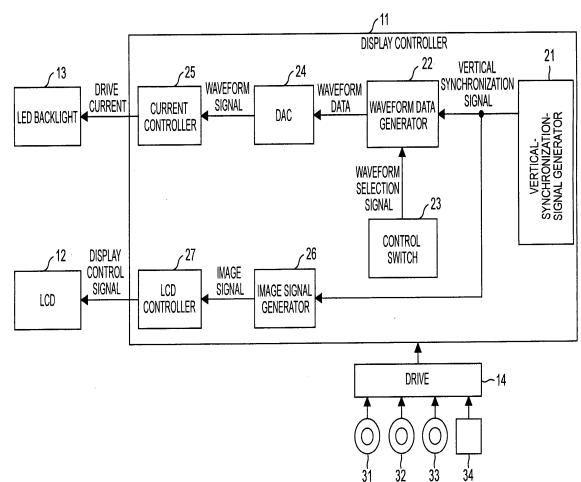 11
DISPLAY CONTROLLER
13
LED BACKLIGHT
DRIVE
CURRENT
25
CURRENT
CONTROLLER
WAVEFORM
SIGNAL
24
DAC
WAVEFORM
DATA
22
WAVEFORM DATA
GENERATOR
VERTICAL
SYNCHRONIZATION
SIGNAL
21
VERTICAL-
SYNCHRONIZATION-
SIGNAL GENERATOR
WAVEFORM
SELECTION
SIGNAL
23
CONTROL
SWITCH
12
LCD
DISPLAY
CONTROL
SIGNAL
27
LCD
CONTROLLER
IMAGE
SIGNAL
26
IMAGE SIGNAL
GENERATOR
DRIVE
14
31
32
33
34